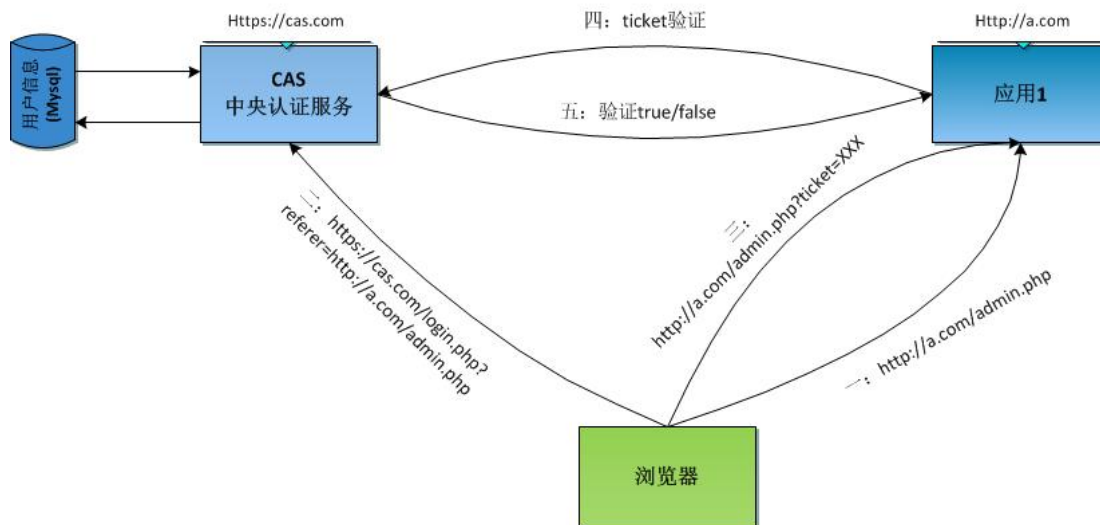 Https://cas.com
四：ticket验证
Http://a.com
用户信息
(Mysql)
CAS
中央认证服务
应用1
五：验证true/false
二：https://cas.com/login.php?
referer=http://a.com/admin.php
三：
http://a.com/admin.php?ticket=XXX
一：http://a.com/admin.php
浏览器